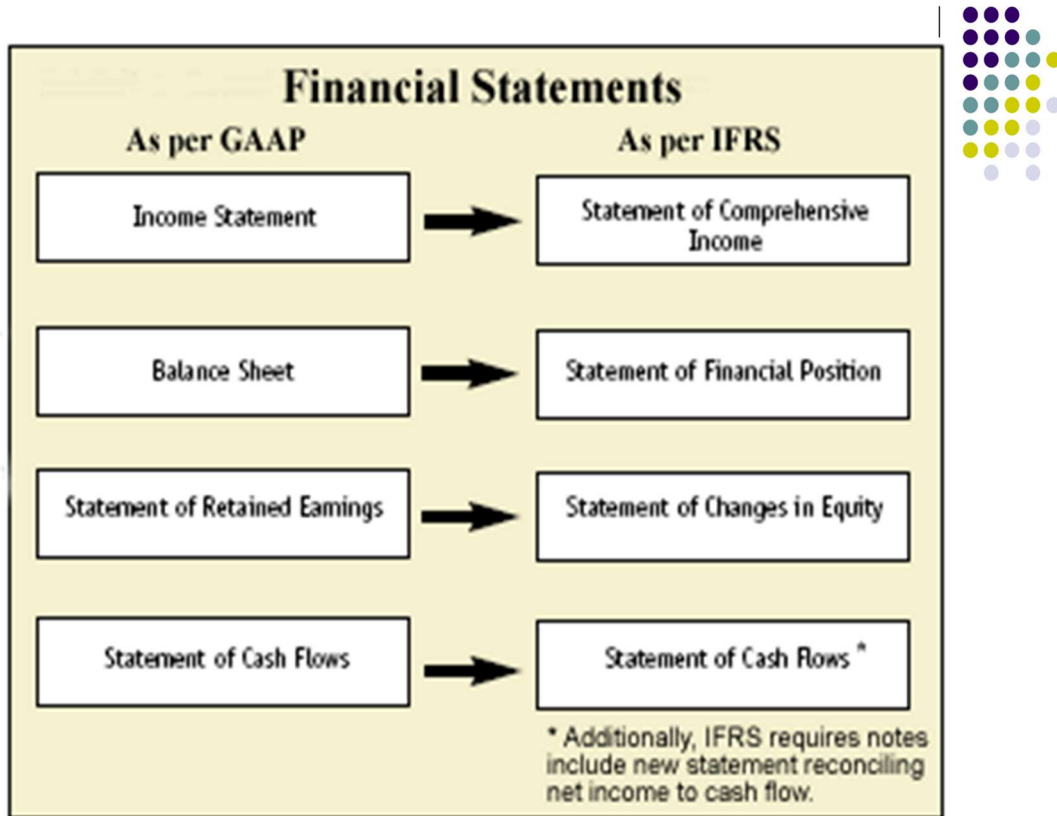 Financial Statements
As per GAAP
As per IFRS
Income Statement
Statement of Comprehensive
Income
Balance Sheet
Statement of Financial Position
Statement of Retained Earnings
Statement of Changes in Equity
Statement of Cash Flows
Statement of Cash Flows *
* Additionally, IFRS requires notes
include new statement reconciling
net income to cash flow.